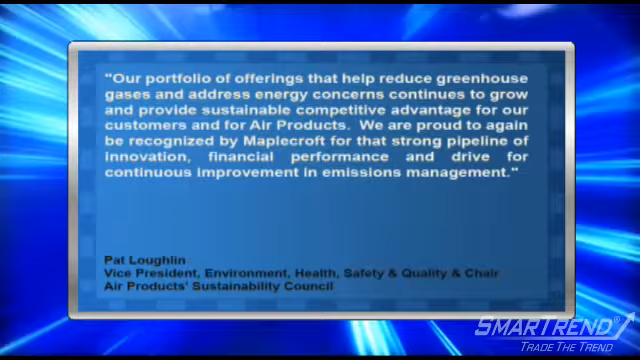 "Our portfolio of offerings that help reduce greenhouse
gases and address energy concerns continues to grow
and provide sustainable competitive advantage for our
customers and for Air Products. We are proud to again
be recognized by Maplecroft for that strong pipeline of
innovation, financial performance and drive for
continuous improvement in emissions management."
Pat Loughlin
Vice President, Environment, Health, Safety & Quality & Chair
Air Products' Sustainability Council
SMARTREND®
TRADE THE TREND